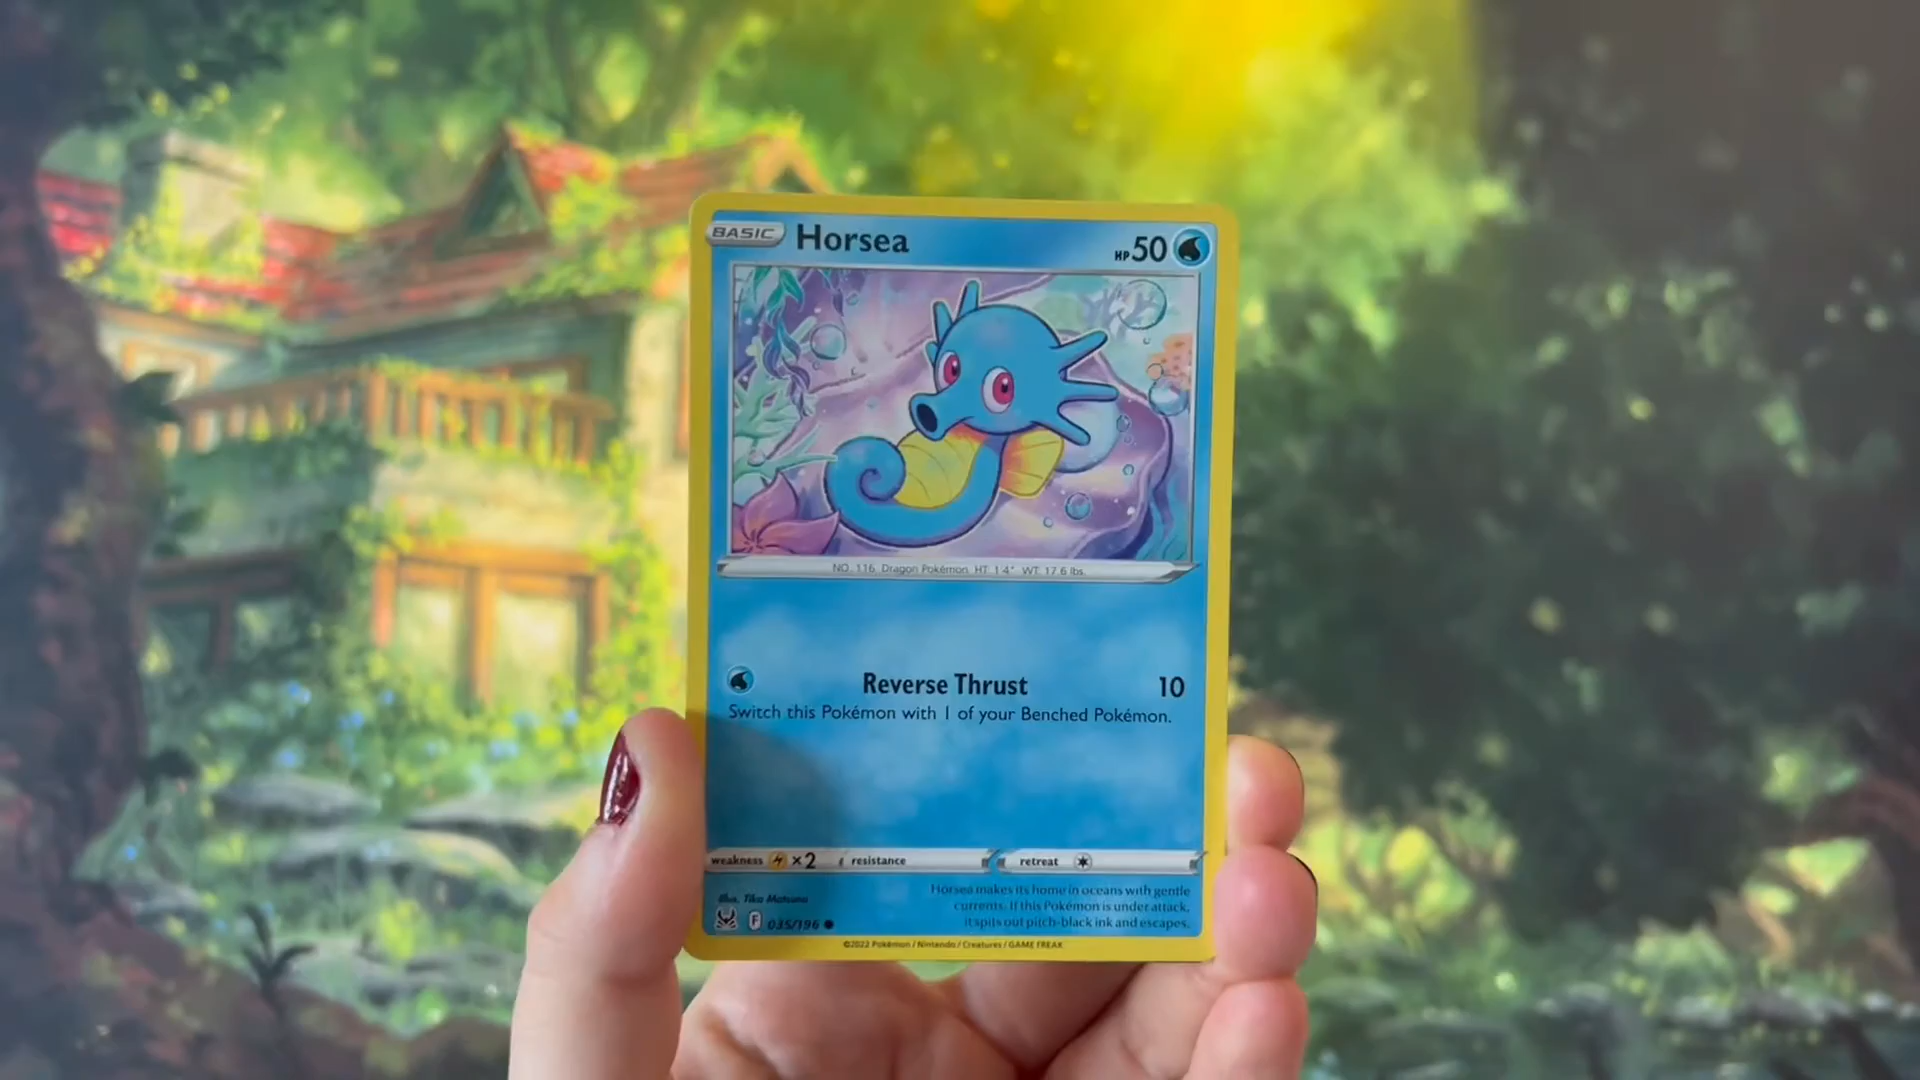 BASIC Horsea HP 50
NO. 116 Dragon Pokémon HT: 1'4" WT: 17.6 lbs.
Reverse Thrust 10
Switch this Pokémon with 1 of your Benched Pokémon.
weakness ×2 resistance retreat
Horsea makes its home in oceans with gentle
currents. If this Pokémon is under attack,
it spits out pitch-black ink and escapes.
Illus. Tika Matsuno
F 035/196
©2022 Pokémon / Nintendo / Creatures / GAME FREAK